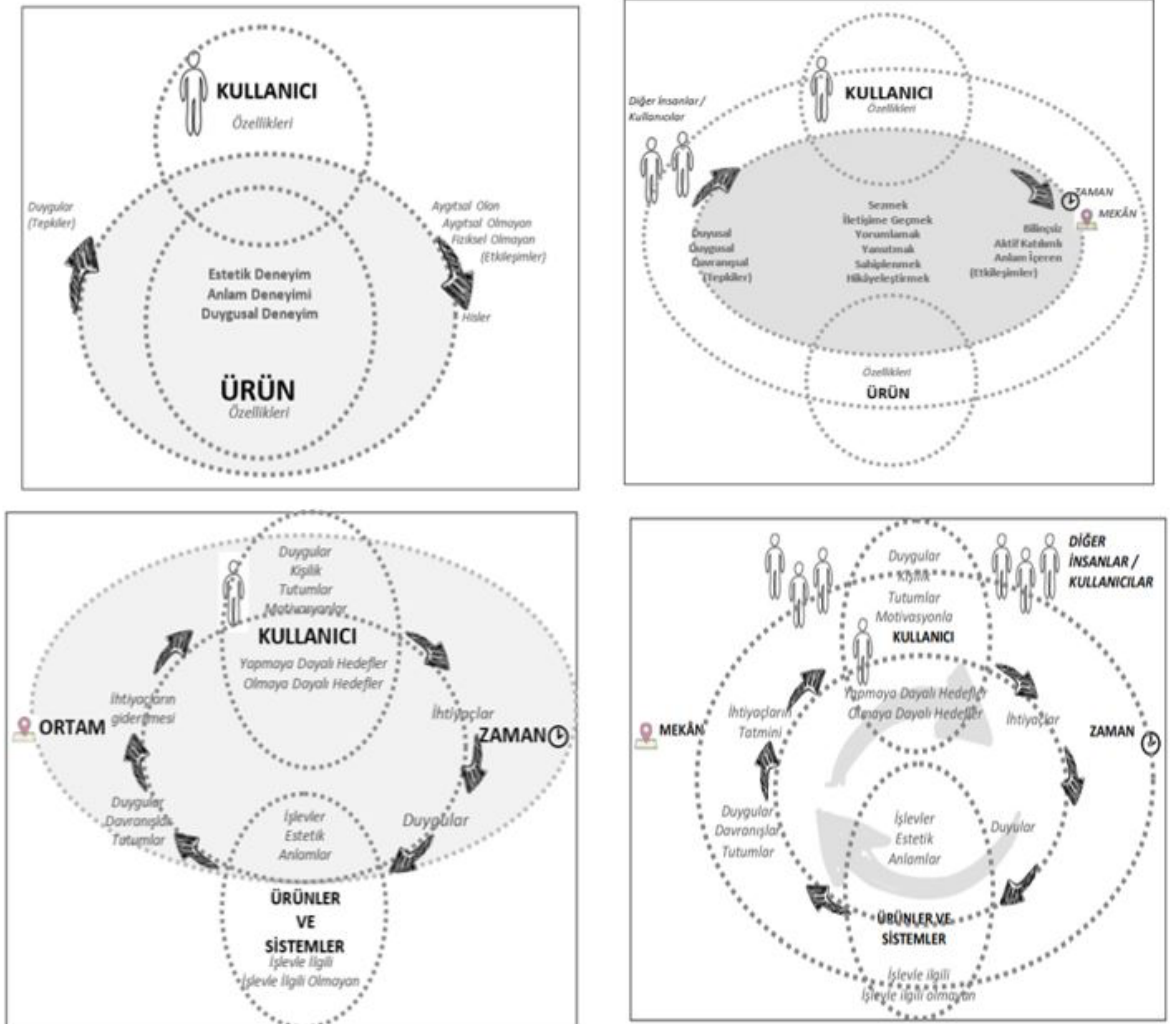 KULLANICI
Özellikleri
Duygular
(Tepkiler)
Aygıtsal Olan
Aygıtsal Olmayan
Fiziksel Olmayan
(Etkileşimler)
Hisler
Estetik Deneyim
Anlam Deneyimi
Duygusal Deneyim
ÜRÜN
Özellikleri
KULLANICI
Özellikleri
Diğer İnsanlar /
Kullanıcılar
ZAMAN
MEKÂN
Duyusal
Duygusal
Davranışsal
(Tepkiler)
Sezmek
İletişime Geçmek
Yorumlamak
Yansıtmak
Sahiplenmek
Hikâyeleştirmek
Bilinçsiz
Aktif Katılımlı
Anlam İçeren
(Etkileşimler)
Özellikleri
ÜRÜN
Duygular
Kişilik
Tutumlar
Motivasyonlar
KULLANICI
Yapmaya Dayalı Hedefler
Olmaya Dayalı Hedefler
İhtiyaçların
giderilmesi
ORTAM
İhtiyaçlar
ZAMAN
Duygular
Davranışlar
Tutumlar
İşlevler
Estetik
Anlamlar
Duygular
ÜRÜNLER
VE
SİSTEMLER
İşlevle İlgili
İşlevle İlgili Olmayan
DİĞER
İNSANLAR /
KULLANICILAR
Duygular
Kişilik
Tutumlar
Motivasyonla
KULLANICI
Yapmaya Dayalı Hedefler
Olmaya Dayalı Hedefler
İhtiyaçların
Tatmini
İhtiyaçlar
MEKÂN
ZAMAN
Duygular
Davranışlar
Tutumlar
İşlevler
Estetik
Anlamlar
Duyular
ÜRÜNLER VE
SİSTEMLER
İşlevle ilgili
İşlevle ilgili olmayan